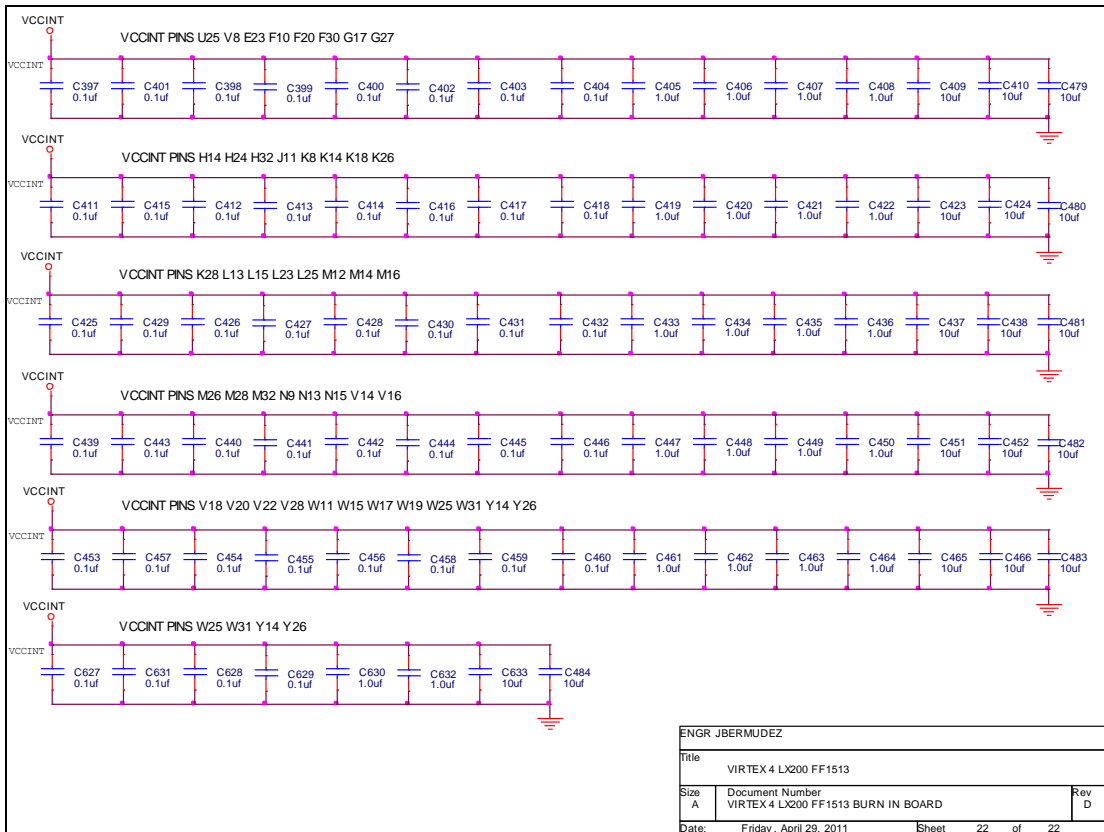 VCCINT
VCCINT PINS U25 V8 E23 F10 F20 F30 G17 G27
VCCINT
C397 C401 C398 C399 C400 C402 C403 C404 C405 C406 C407 C408 C409 C410 C479
0.1uf 0.1uf 0.1uf 0.1uf 0.1uf 0.1uf 0.1uf 0.1uf 1.0uf 1.0uf 1.0uf 1.0uf 10uf 10uf 10uf
VCCINT
VCCINT PINS H14 H24 H32 J11 K8 K14 K18 K26
VCCINT
C411 C415 C412 C413 C414 C416 C417 C418 C419 C420 C421 C422 C423 C424 C480
0.1uf 0.1uf 0.1uf 0.1uf 0.1uf 0.1uf 0.1uf 0.1uf 1.0uf 1.0uf 1.0uf 1.0uf 10uf 10uf 10uf
VCCINT
VCCINT PINS K28 L13 L15 L23 L25 M12 M14 M16
VCCINT
C425 C429 C426 C427 C428 C430 C431 C432 C433 C434 C435 C436 C437 C438 C481
0.1uf 0.1uf 0.1uf 0.1uf 0.1uf 0.1uf 0.1uf 0.1uf 1.0uf 1.0uf 1.0uf 1.0uf 10uf 10uf 10uf
VCCINT
VCCINT PINS M26 M28 M32 N9 N13 N15 V14 V16
VCCINT
C439 C443 C440 C441 C442 C444 C445 C446 C447 C448 C449 C450 C451 C452 C482
0.1uf 0.1uf 0.1uf 0.1uf 0.1uf 0.1uf 0.1uf 0.1uf 1.0uf 1.0uf 1.0uf 1.0uf 10uf 10uf 10uf
VCCINT
VCCINT PINS V18 V20 V22 V28 W11 W15 W17 W19 W25 W31 Y14 Y26
VCCINT
C453 C457 C454 C455 C456 C458 C459 C460 C461 C462 C463 C464 C465 C466 C483
0.1uf 0.1uf 0.1uf 0.1uf 0.1uf 0.1uf 0.1uf 0.1uf 1.0uf 1.0uf 1.0uf 1.0uf 10uf 10uf 10uf
VCCINT
VCCINT PINS W25 W31 Y14 Y26
VCCINT
C627 C631 C628 C629 C630 C632 C633 C484
0.1uf 0.1uf 0.1uf 0.1uf 1.0uf 1.0uf 10uf 10uf
ENGR JBERMUDEZ
Title
VIRTEX 4 LX200 FF1513
Size Document Number Rev
A VIRTEX 4 LX200 FF1513 BURN IN BOARD D
Date: Friday, April 29, 2011 Sheet 22 of 22